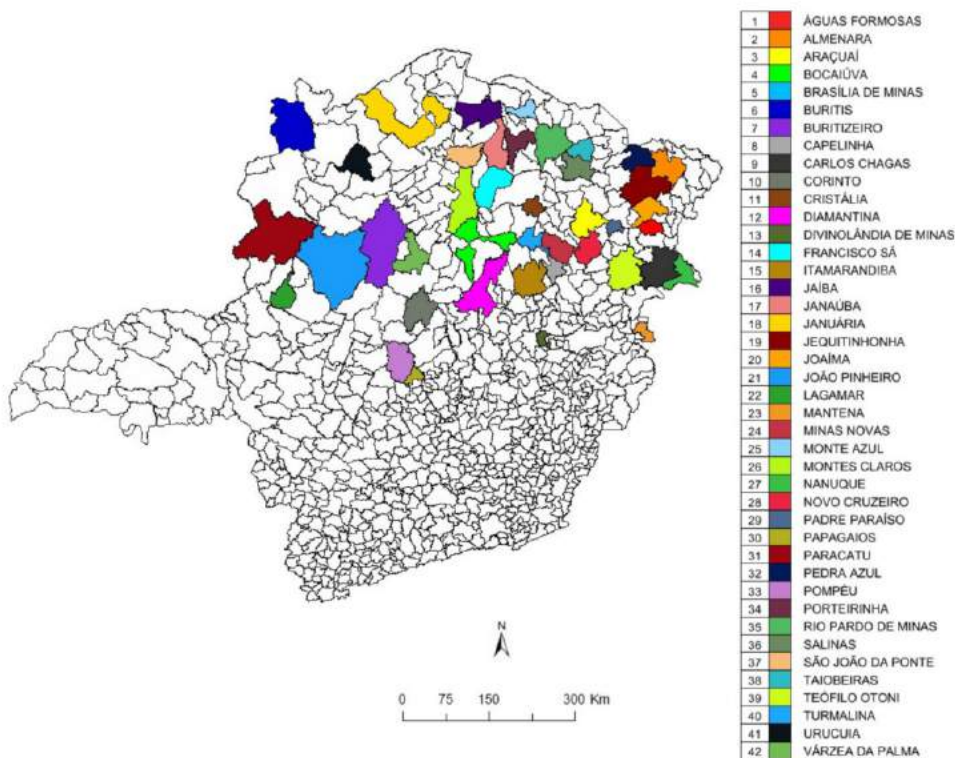 1 ÁGUAS FORMOSAS
2 ALMENARA
3 ARAÇUAÍ
4 BOCAIÚVA
5 BRASÍLIA DE MINAS
6 BURITIS
7 BURITIZEIRO
8 CAPELINHA
9 CARLOS CHAGAS
10 CORINTO
11 CRISTÁLIA
12 DIAMANTINA
13 DIVINOLÂNDIA DE MINAS
14 FRANCISCO SÁ
15 ITAMARANDIBA
16 JAÍBA
17 JANAÚBA
18 JANUÁRIA
19 JEQUITINHONHA
20 JOAÍMA
21 JOÃO PINHEIRO
22 LAGAMAR
23 MANTENA
24 MINAS NOVAS
25 MONTE AZUL
26 MONTES CLAROS
27 NANUQUE
28 NOVO CRUZEIRO
29 PADRE PARAÍSO
30 PAPAGAIOS
31 PARACATU
32 PEDRA AZUL
33 POMPÉU
34 PORTEIRINHA
35 RIO PARDO DE MINAS
36 SALINAS
37 SÃO JOÃO DA PONTE
38 TAIOBEIRAS
39 TEÓFILO OTONI
40 TURMALINA
41 URUCUIA
42 VÁRZEA DA PALMA
N
0 75 150 300 Km